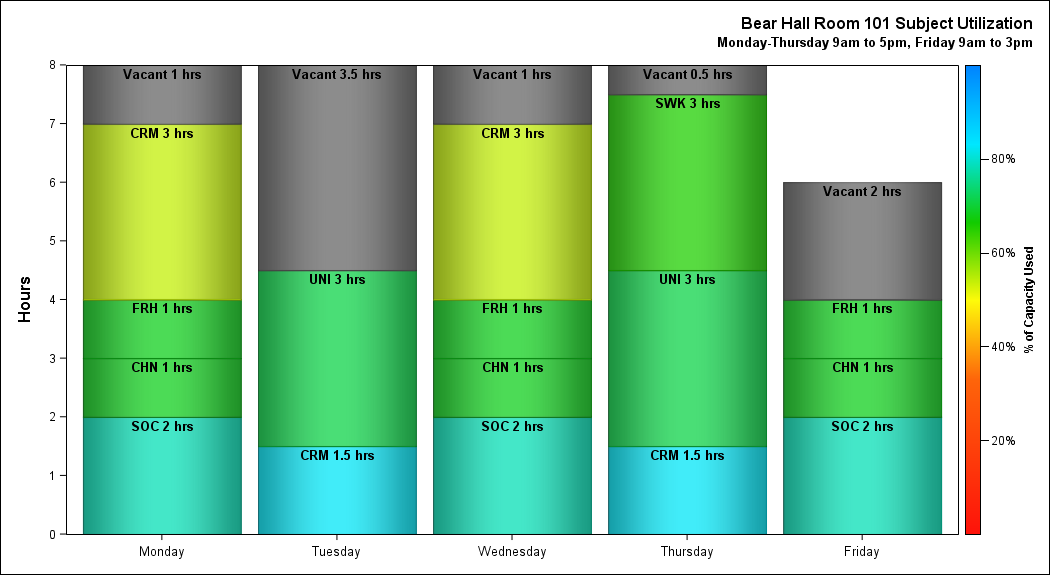 Bear Hall Room 101 Subject Utilization
Monday-Thursday 9am to 5pm, Friday 9am to 3pm
Hours
8
7
6
5
4
3
2
1
0
Vacant 1 hrs
CRM 3 hrs
FRH 1 hrs
CHN 1 hrs
SOC 2 hrs
Monday
Vacant 3.5 hrs
UNI 3 hrs
CRM 1.5 hrs
Tuesday
Vacant 1 hrs
CRM 3 hrs
FRH 1 hrs
CHN 1 hrs
SOC 2 hrs
Wednesday
Vacant 0.5 hrs
SWK 3 hrs
UNI 3 hrs
CRM 1.5 hrs
Thursday
Vacant 2 hrs
FRH 1 hrs
CHN 1 hrs
SOC 2 hrs
Friday
80%
60%
40%
20%
% of Capacity Used